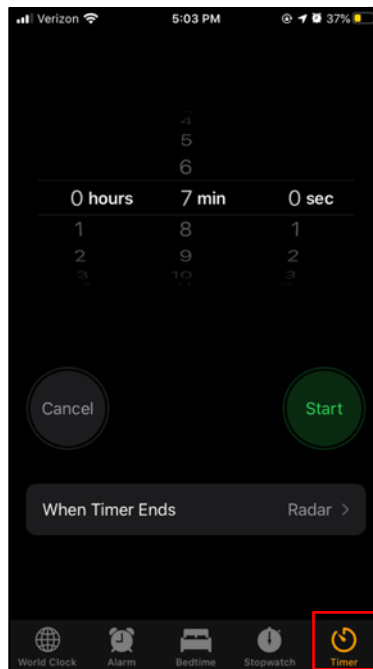 Verizon 5:03 PM 37%
4
5
6
0 hours 7 min 0 sec
1 8 1
2 9 2
3 10 3
Cancel Start
When Timer Ends Radar >
World Clock Alarm Bedtime Stopwatch Timer